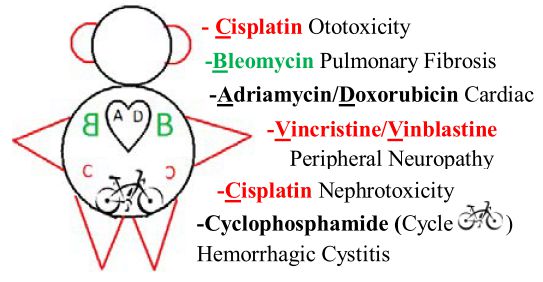 - Cisplatin Ototoxicity
-Bleomycin Pulmonary Fibrosis
-Adriamycin/Doxorubicin Cardiac
-Vincristine/Vinblastine
Peripheral Neuropathy
-Cisplatin Nephrotoxicity
-Cyclophosphamide (Cycle )
Hemorrhagic Cystitis
A D
B B
C C